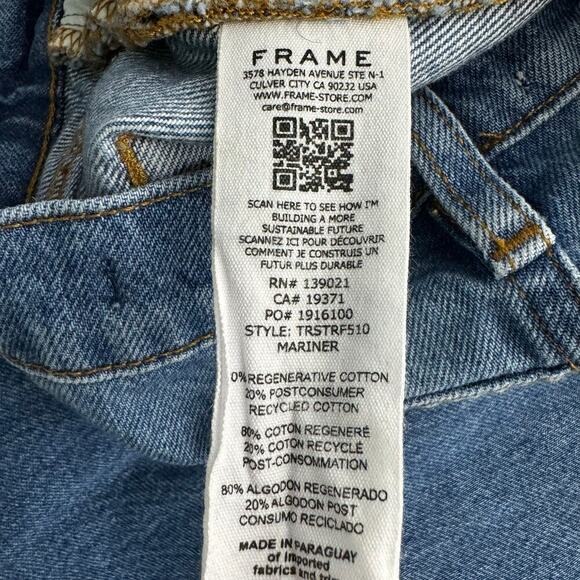 FRAME
3578 HAYDEN AVENUE STE N-1
CULVER CITY CA 90232 USA
WWW.FRAME-STORE.COM
care@frame-store.com
SCAN HERE TO SEE HOW I'M
BUILDING A MORE
SUSTAINABLE FUTURE
SCANNEZ ICI POUR DÉCOUVRIR
COMMENT JE CONSTRUIS UN
FUTUR PLUS DURABLE
RN# 139021
CA# 19371
PO# 1916100
STYLE: TRSTRF510
MARINER
0% REGENERATIVE COTTON
20% POSTCONSUMER
RECYCLED COTTON
80% COTON REGENERÉ
20% COTON RECYCLÉ
POST-CONSOMMATION
80% ALGODON REGENERADO
20% ALGODON POST
CONSUMO RECICLADO
MADE IN PARAGUAY
of imported
fabrics and